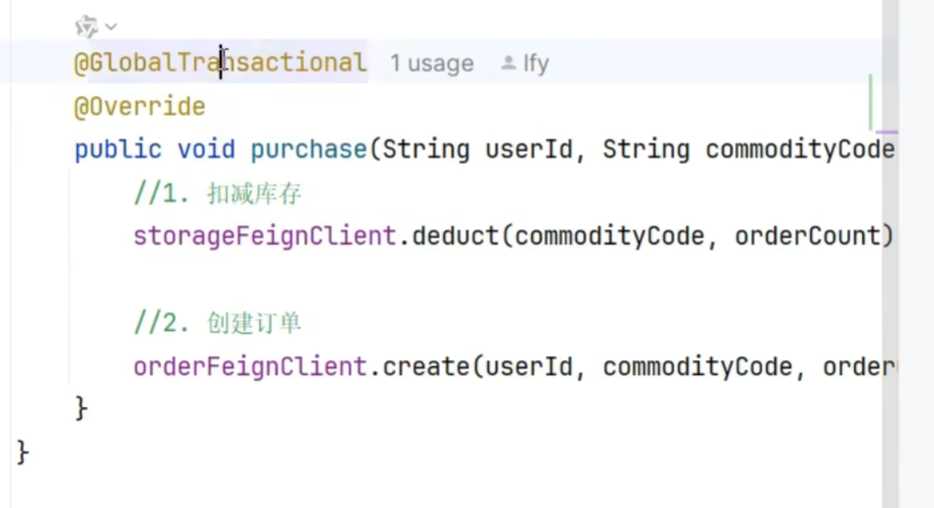 @GlobalTransactional 1 usage lfy
@Override
public void purchase(String userId, String commodityCode
//1. 扣减库存
storageFeignClient.deduct(commodityCode, orderCount)
//2. 创建订单
orderFeignClient.create(userId, commodityCode, order
}
}